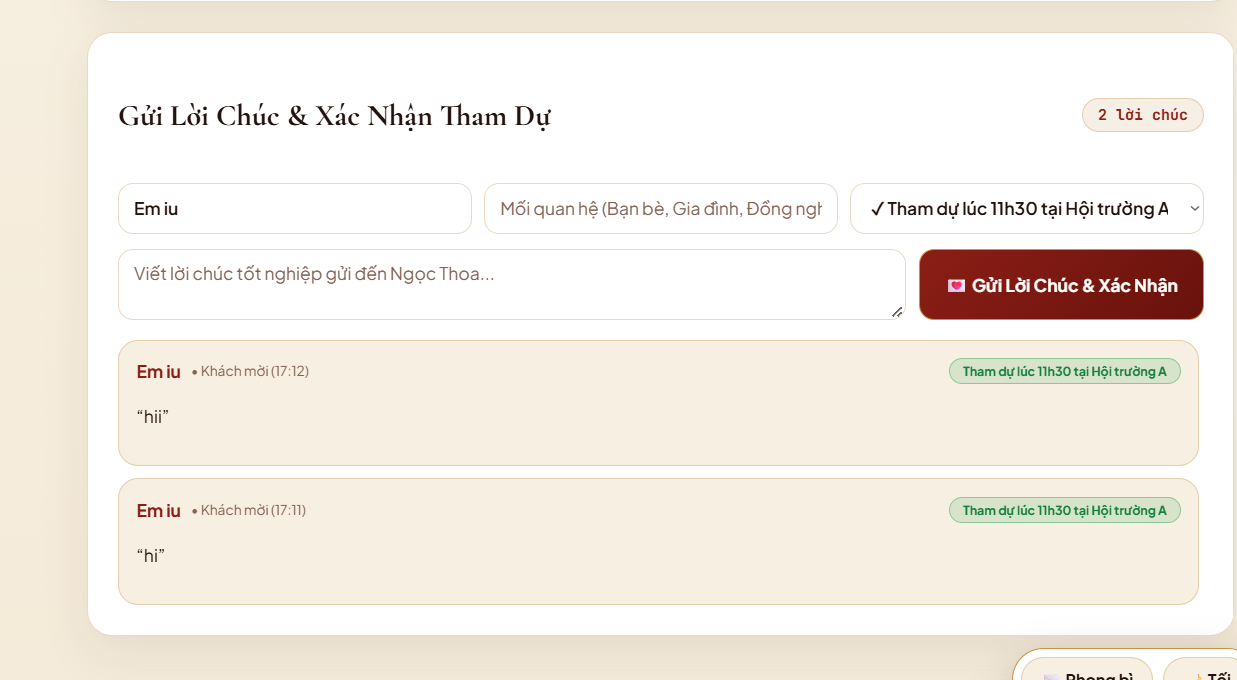 Gửi Lời Chúc & Xác Nhận Tham Dự
2 lời chúc
Em iu
Mối quan hệ (Bạn bè, Gia đình, Đồng ngh
✓ Tham dự lúc 11h30 tại Hội trường A
Viết lời chúc tốt nghiệp gửi đến Ngọc Thoa...
💌 Gửi Lời Chúc & Xác Nhận
Em iu • Khách mời (17:12)
Tham dự lúc 11h30 tại Hội trường A
“hii”
Em iu • Khách mời (17:11)
Tham dự lúc 11h30 tại Hội trường A
“hi”
Phong bì
Tối